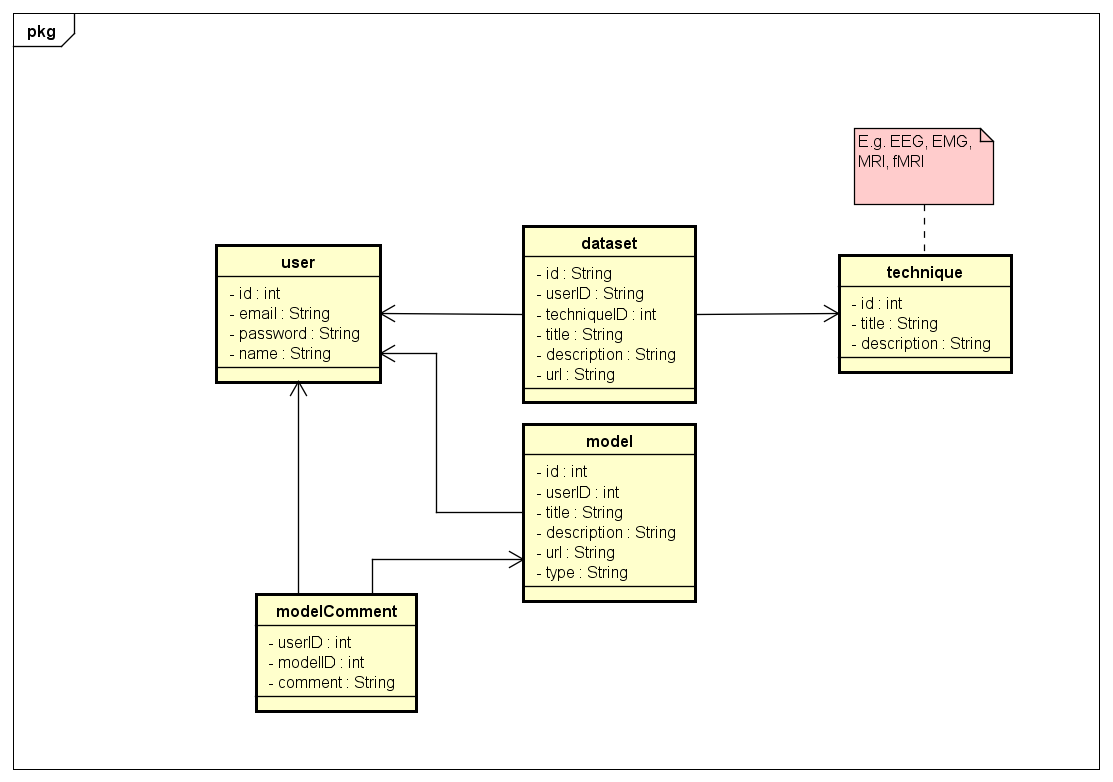 pkg
E.g. EEG, EMG,
MRI, fMRI
user
- id : int
- email : String
- password : String
- name : String
dataset
- id : String
- userID : String
- techniqueID : int
- title : String
- description : String
- url : String
technique
- id : int
- title : String
- description : String
model
- id : int
- userID : int
- title : String
- description : String
- url : String
- type : String
modelComment
- userID : int
- modelID : int
- comment : String